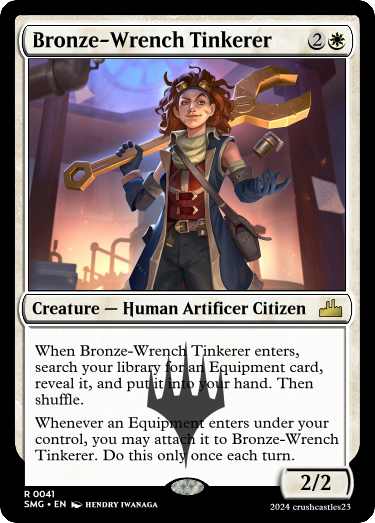 Bronze-Wrench Tinkerer 2
Creature — Human Artificer Citizen
When Bronze-Wrench Tinkerer enters,
search your library for an Equipment card,
reveal it, and put it into your hand. Then
shuffle.
Whenever an Equipment enters under your
control, you may attach it to Bronze-Wrench
Tinkerer. Do this only once each turn.
2/2
R 0041
SMG • EN HENDRY IWANAGA
2024 crushcastles23